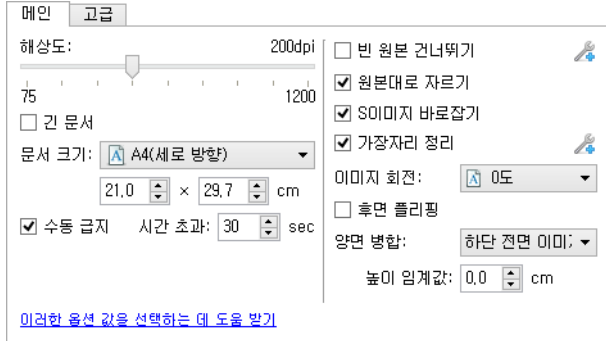 메인
고급
해상도:
200dpi
75
1200
긴 문서
문서 크기:
A4(세로 방향)
21,0 × 29,7 cm
수동 급지
시간 초과: 30 sec
이러한 옵션 값을 선택하는 데 도움 받기
빈 원본 건너뛰기
원본대로 자르기
S0이미지 바로잡기
가장자리 정리
이미지 회전:
0도
후면 플리핑
양면 병합:
하단 전면 이미
높이 임계값: 0,0 cm